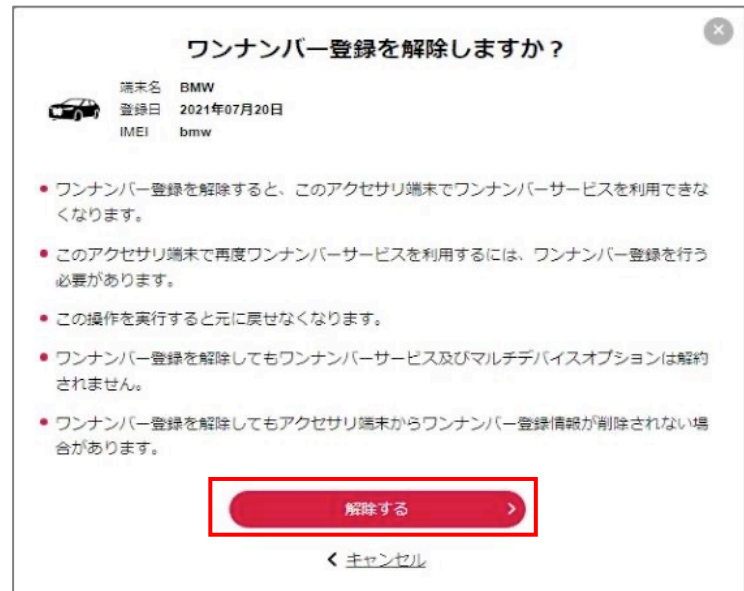 ワンナンバー登録を解除しますか？
端末名 BMW
登録日 2021年07月20日
IMEI bmw
ワンナンバー登録を解除すると、このアクセサリ端末でワンナンバーサービスを利用できな
くなります。
このアクセサリ端末で再度ワンナンバーサービスを利用するには、ワンナンバー登録を行う
必要があります。
この操作を実行すると元に戻せなくなります。
ワンナンバー登録を解除してもワンナンバーサービス及びマルチデバイスオプションは解約
されません。
ワンナンバー登録を解除してもアクセサリ端末からワンナンバー登録情報が削除されない場
合があります。
解除する
キャンセル